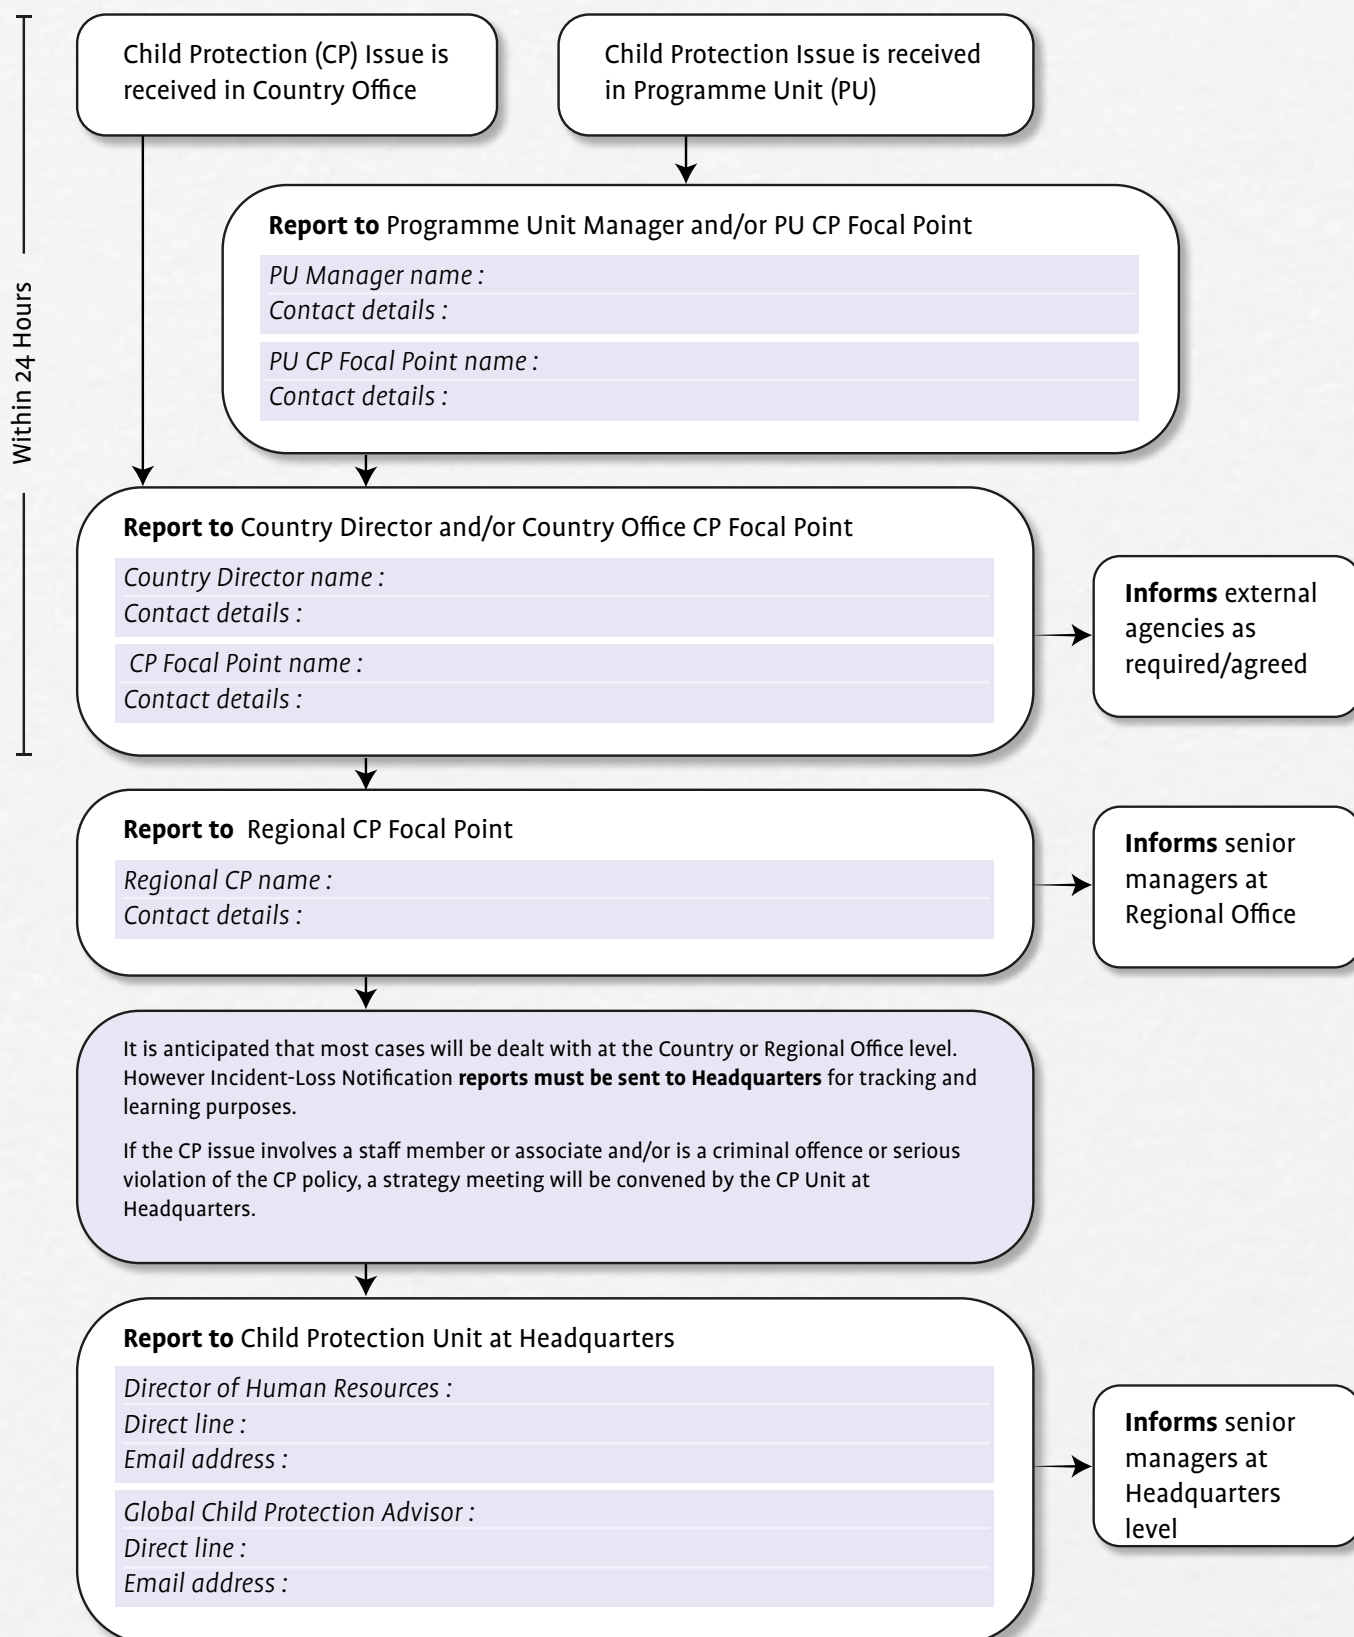 Child Protection (CP) Issue is
received in Country Office
Child Protection Issue is received
in Programme Unit (PU)
Within 24 Hours
Report to Programme Unit Manager and/or PU CP Focal Point
PU Manager name :
Contact details :
PU CP Focal Point name :
Contact details :
Report to Country Director and/or Country Office CP Focal Point
Country Director name :
Contact details :
CP Focal Point name :
Contact details :
Informs external
agencies as
required/agreed
Report to Regional CP Focal Point
Regional CP name :
Contact details :
Informs senior
managers at
Regional Office
It is anticipated that most cases will be dealt with at the Country or Regional Office level.
However Incident-Loss Notification reports must be sent to Headquarters for tracking and
learning purposes.
If the CP issue involves a staff member or associate and/or is a criminal offence or serious
violation of the CP policy, a strategy meeting will be convened by the CP Unit at
Headquarters.
Report to Child Protection Unit at Headquarters
Director of Human Resources :
Direct line :
Email address :
Global Child Protection Advisor :
Direct line :
Email address :
Informs senior
managers at
Headquarters
level